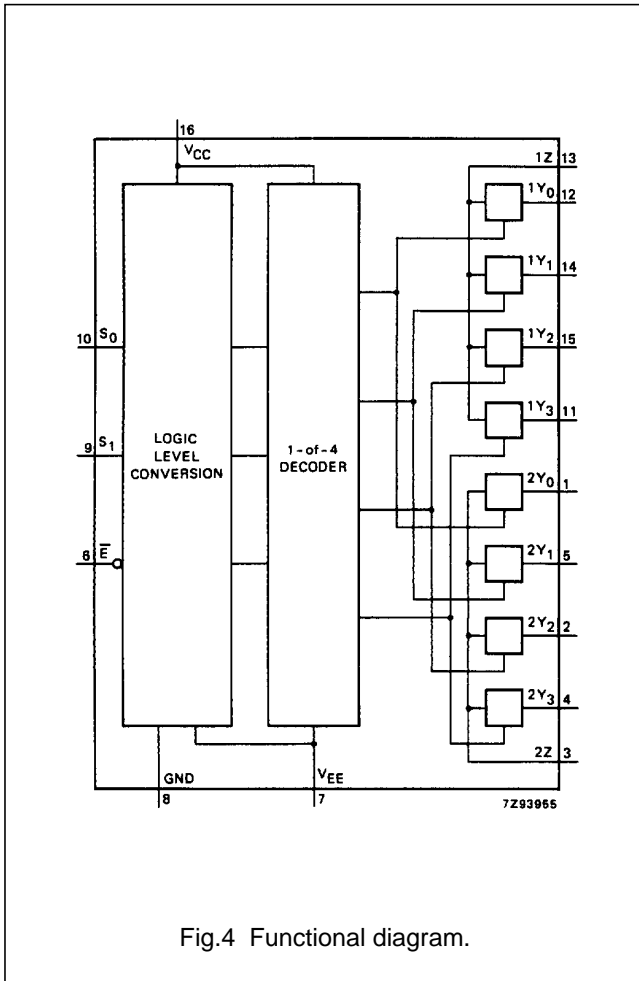 16
VCC
1Z 13
1Y0 12
1Y1 14
10 S0
1Y2 15
1Y3 11
9 S1
LOGIC
LEVEL
CONVERSION
1-of-4
DECODER
2Y0 1
6 E
2Y1 5
2Y2 2
2Y3 4
2Z 3
GND
VEE
8
7
7Z93965
Fig.4 Functional diagram.